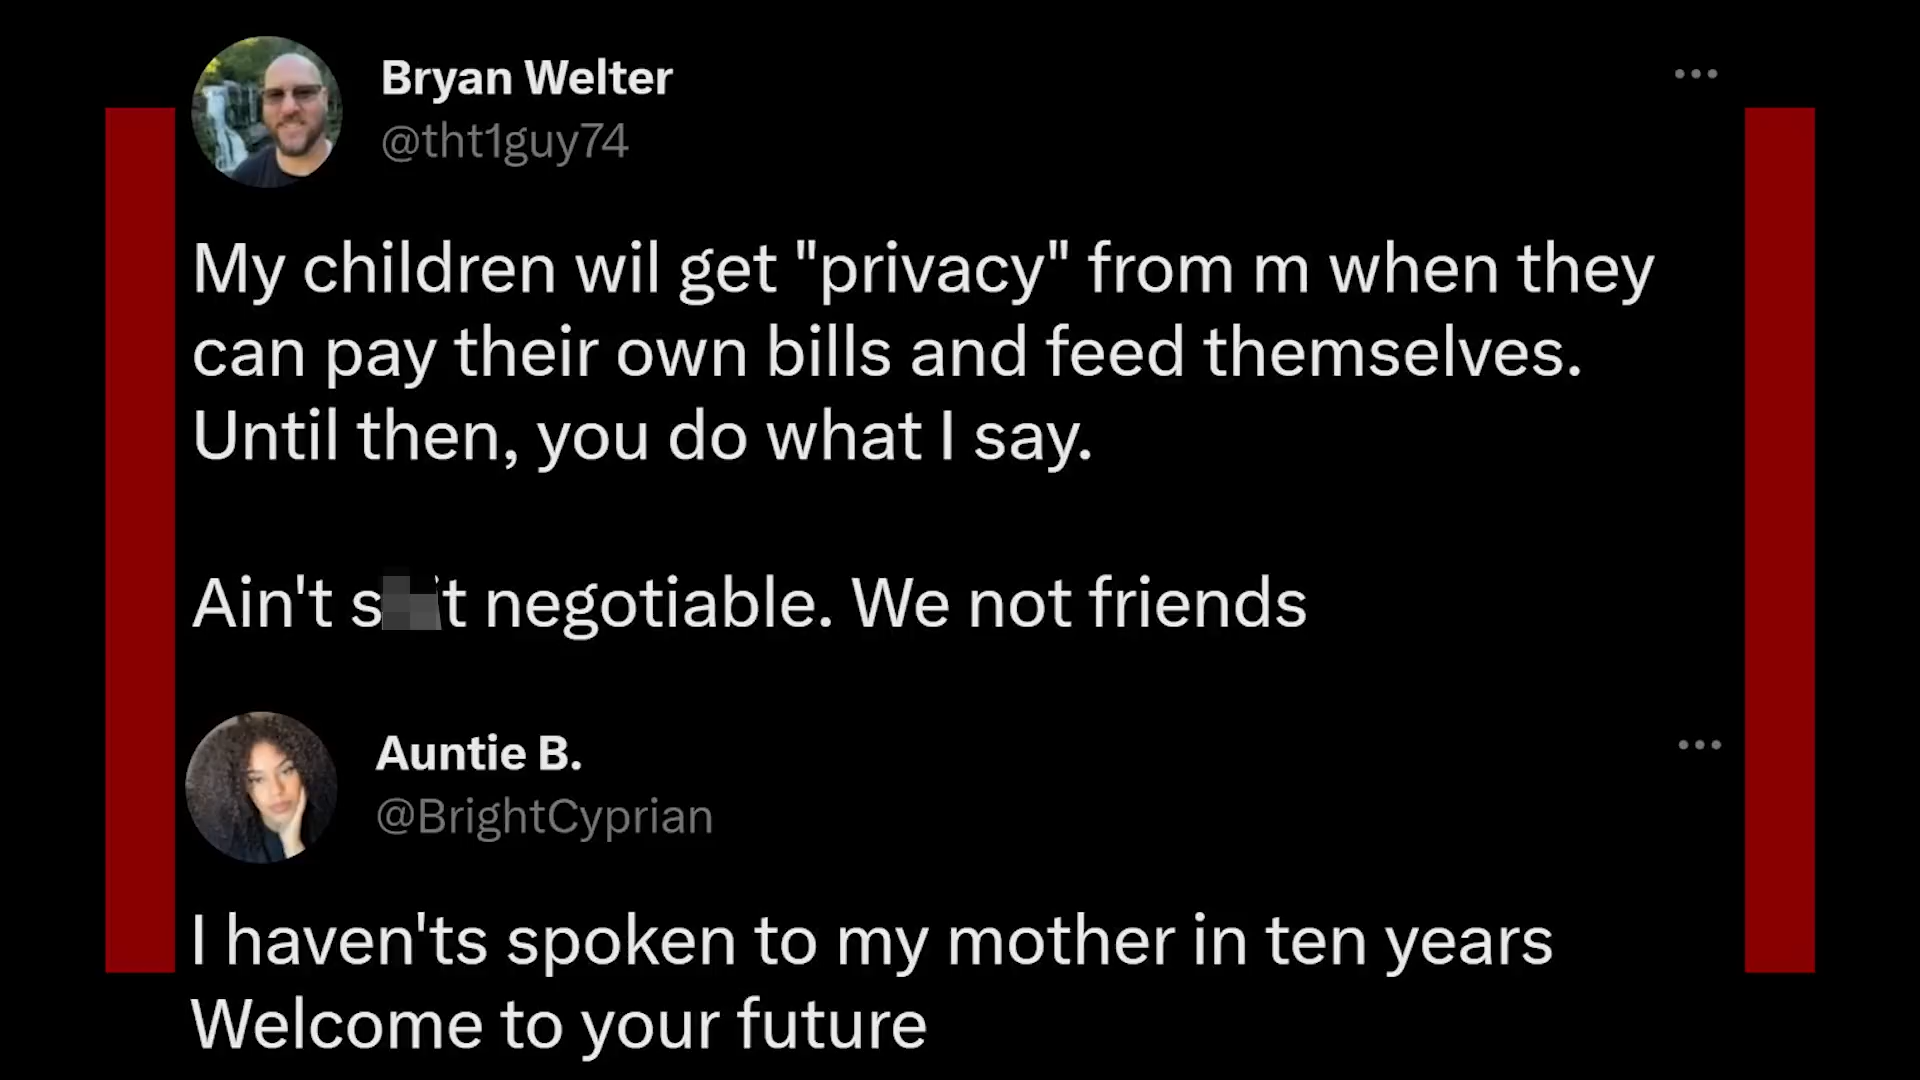 Bryan Welter
@tht1guy74
My children wil get "privacy" from m when they
can pay their own bills and feed themselves.
Until then, you do what I say.
Ain't s it negotiable. We not friends
Auntie B.
@BrightCyprian
I haven'ts spoken to my mother in ten years
Welcome to your future